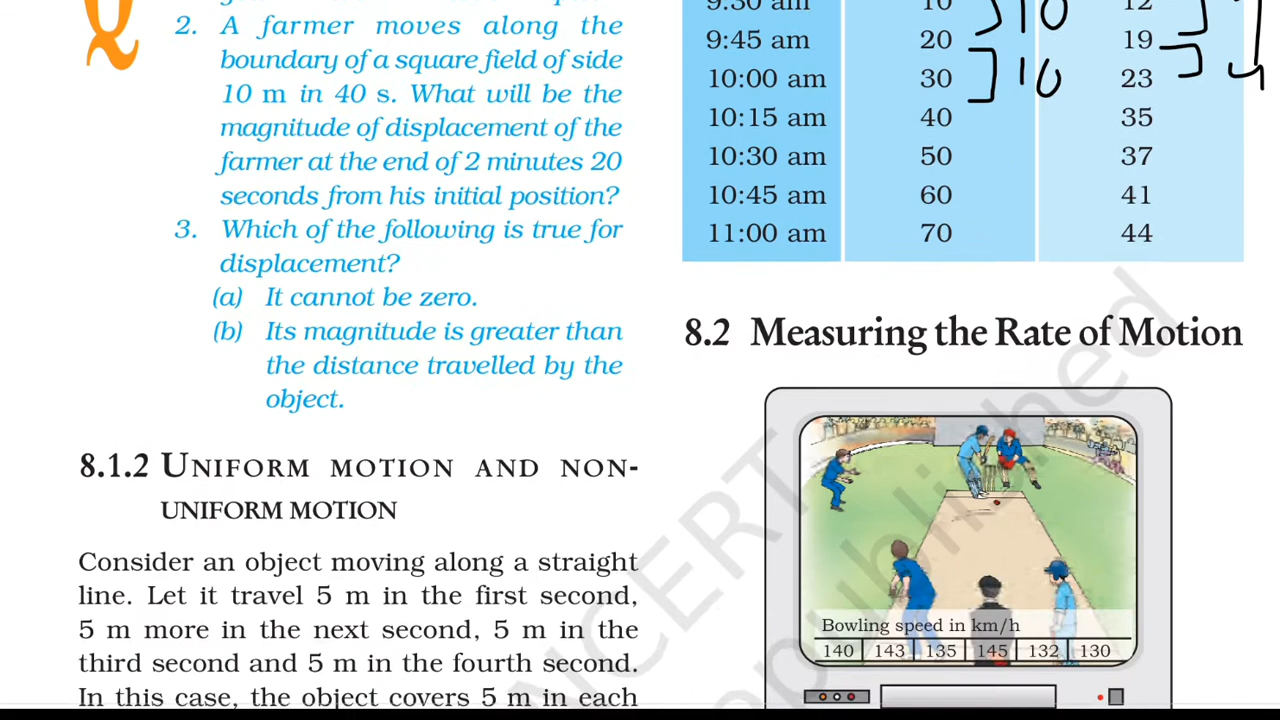 2. A farmer moves along the
boundary of a square field of side
10 m in 40 s. What will be the
magnitude of displacement of the
farmer at the end of 2 minutes 20
seconds from his initial position?
3. Which of the following is true for
displacement?
(a) It cannot be zero.
(b) Its magnitude is greater than
the distance travelled by the
object.
8.1.2 UNIFORM MOTION AND NON-
UNIFORM MOTION
Consider an object moving along a straight
line. Let it travel 5 m in the first second,
5 m more in the next second, 5 m in the
third second and 5 m in the fourth second.
In this case, the object covers 5 m in each
9:30 am 10 12
10
9:45 am 20 19
10:00 am 30 23
10 4
10:15 am 40 35
10:30 am 50 37
10:45 am 60 41
11:00 am 70 44
8.2 Measuring the Rate of Motion
Bowling speed in km/h
140 143 135 145 132 130
NCERT